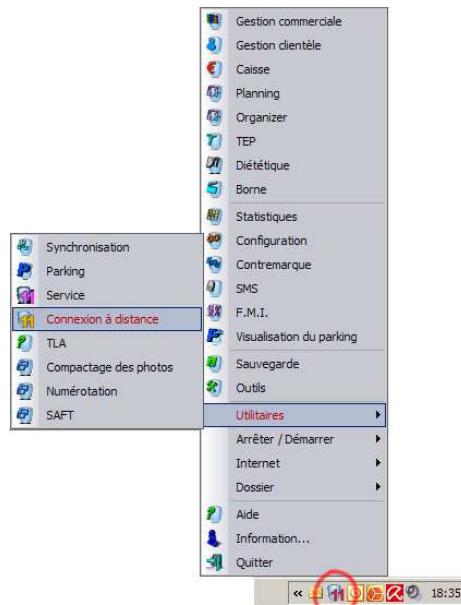 Gestion commerciale
Gestion clientèle
Caisse
Planning
Organizer
TEP
Diététique
Borne
Statistiques
Configuration
Contremarque
SMS
F.M.I.
Visualisation du parking
Sauvegarde
Outils
Utilitaires
Arrêter / Démarrer
Internet
Dossier
Aide
Information...
Quitter
Synchronisation
Parking
Service
Connexion à distance
TLA
Compactage des photos
Numérotation
SAFT
« 18:35